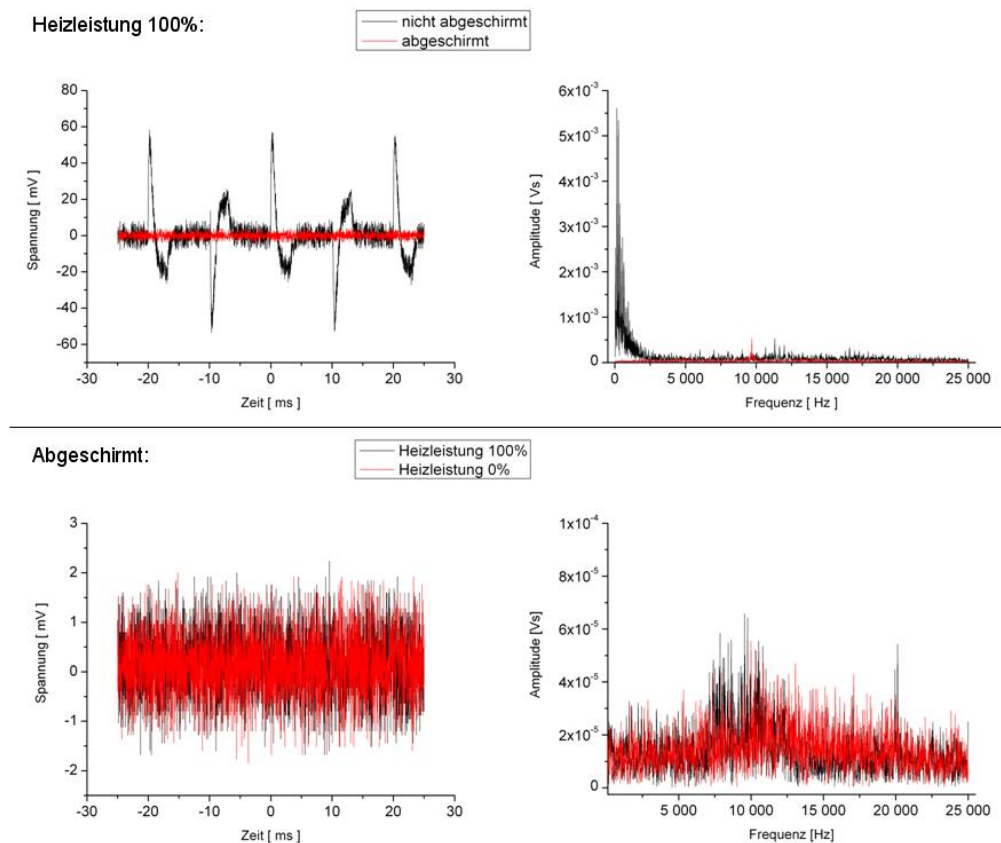 Heizleistung 100%:
nicht abgeschirmt
abgeschirmt
80
60
40
20
0
-20
-40
-60
Spannung [ mV ]
-30
-20
-10
0
10
20
30
Zeit [ ms ]
6x10⁻³
5x10⁻³
4x10⁻³
3x10⁻³
2x10⁻³
1x10⁻³
0
Amplitude [ Vs ]
0
5 000
10 000
15 000
20 000
25 000
Frequenz [ Hz ]
Abgeschirmt:
Heizleistung 100%
Heizleistung 0%
3
2
1
0
-1
-2
Spannung [ mV ]
-30
-20
-10
0
10
20
30
Zeit [ ms ]
1x10⁻⁴
8x10⁻⁵
6x10⁻⁵
4x10⁻⁵
2x10⁻⁵
0
Amplitude [Vs]
5 000
10 000
15 000
20 000
25 000
Frequenz [Hz]